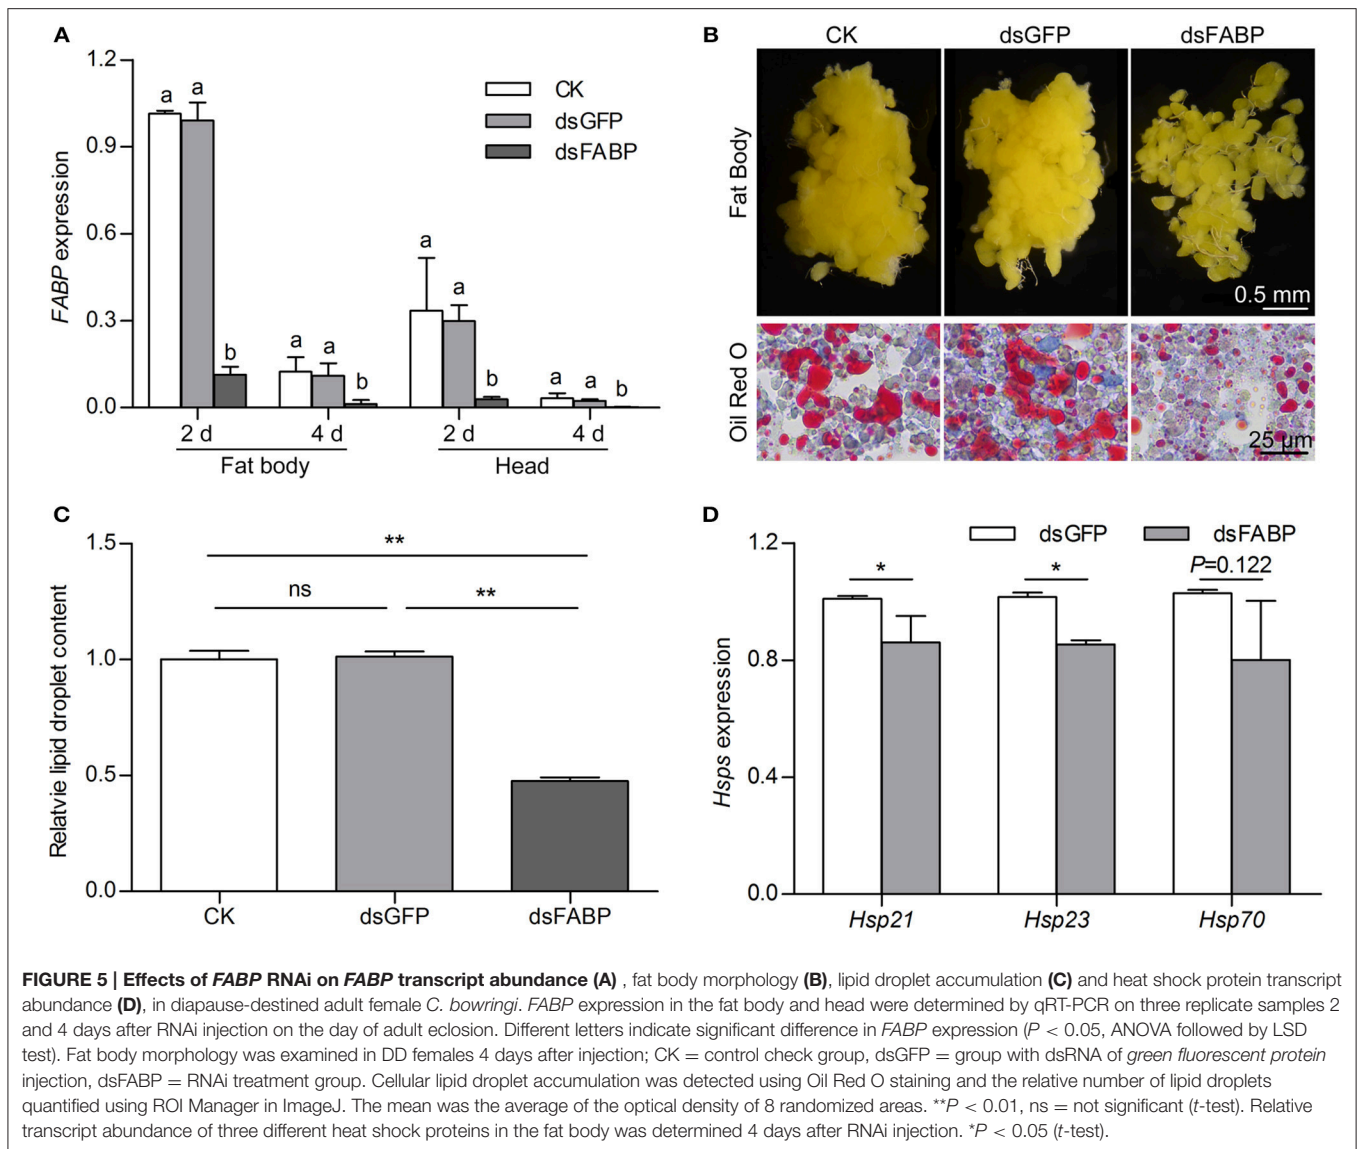 A
1.2
0.9
0.6
0.3
0.0
FABP expression
CK
dsGFP
dsFABP
a
a
b
a
a
b
a
a
b
a
a
b
2 d
4 d
2 d
4 d
Fat body
Head
B
CK
dsGFP
dsFABP
Fat Body
0.5 mm
Oil Red O
25 µm
C
1.5
1.0
0.5
0.0
Relatvie lipid droplet content
**
ns
**
CK
dsGFP
dsFABP
D
dsGFP
dsFABP
1.2
0.8
0.4
0.0
Hsps expression
*
*
P=0.122
Hsp21
Hsp23
Hsp70
FIGURE 5 | Effects of FABP RNAi on FABP transcript abundance (A) , fat body morphology (B), lipid droplet accumulation (C) and heat shock protein transcript
abundance (D), in diapause-destined adult female C. bowringi. FABP expression in the fat body and head were determined by qRT-PCR on three replicate samples 2
and 4 days after RNAi injection on the day of adult eclosion. Different letters indicate significant difference in FABP expression (P < 0.05, ANOVA followed by LSD
test). Fat body morphology was examined in DD females 4 days after injection; CK = control check group, dsGFP = group with dsRNA of green fluorescent protein
injection, dsFABP = RNAi treatment group. Cellular lipid droplet accumulation was detected using Oil Red O staining and the relative number of lipid droplets
quantified using ROI Manager in ImageJ. The mean was the average of the optical density of 8 randomized areas. **P < 0.01, ns = not significant (t-test). Relative
transcript abundance of three different heat shock proteins in the fat body was determined 4 days after RNAi injection. *P < 0.05 (t-test).